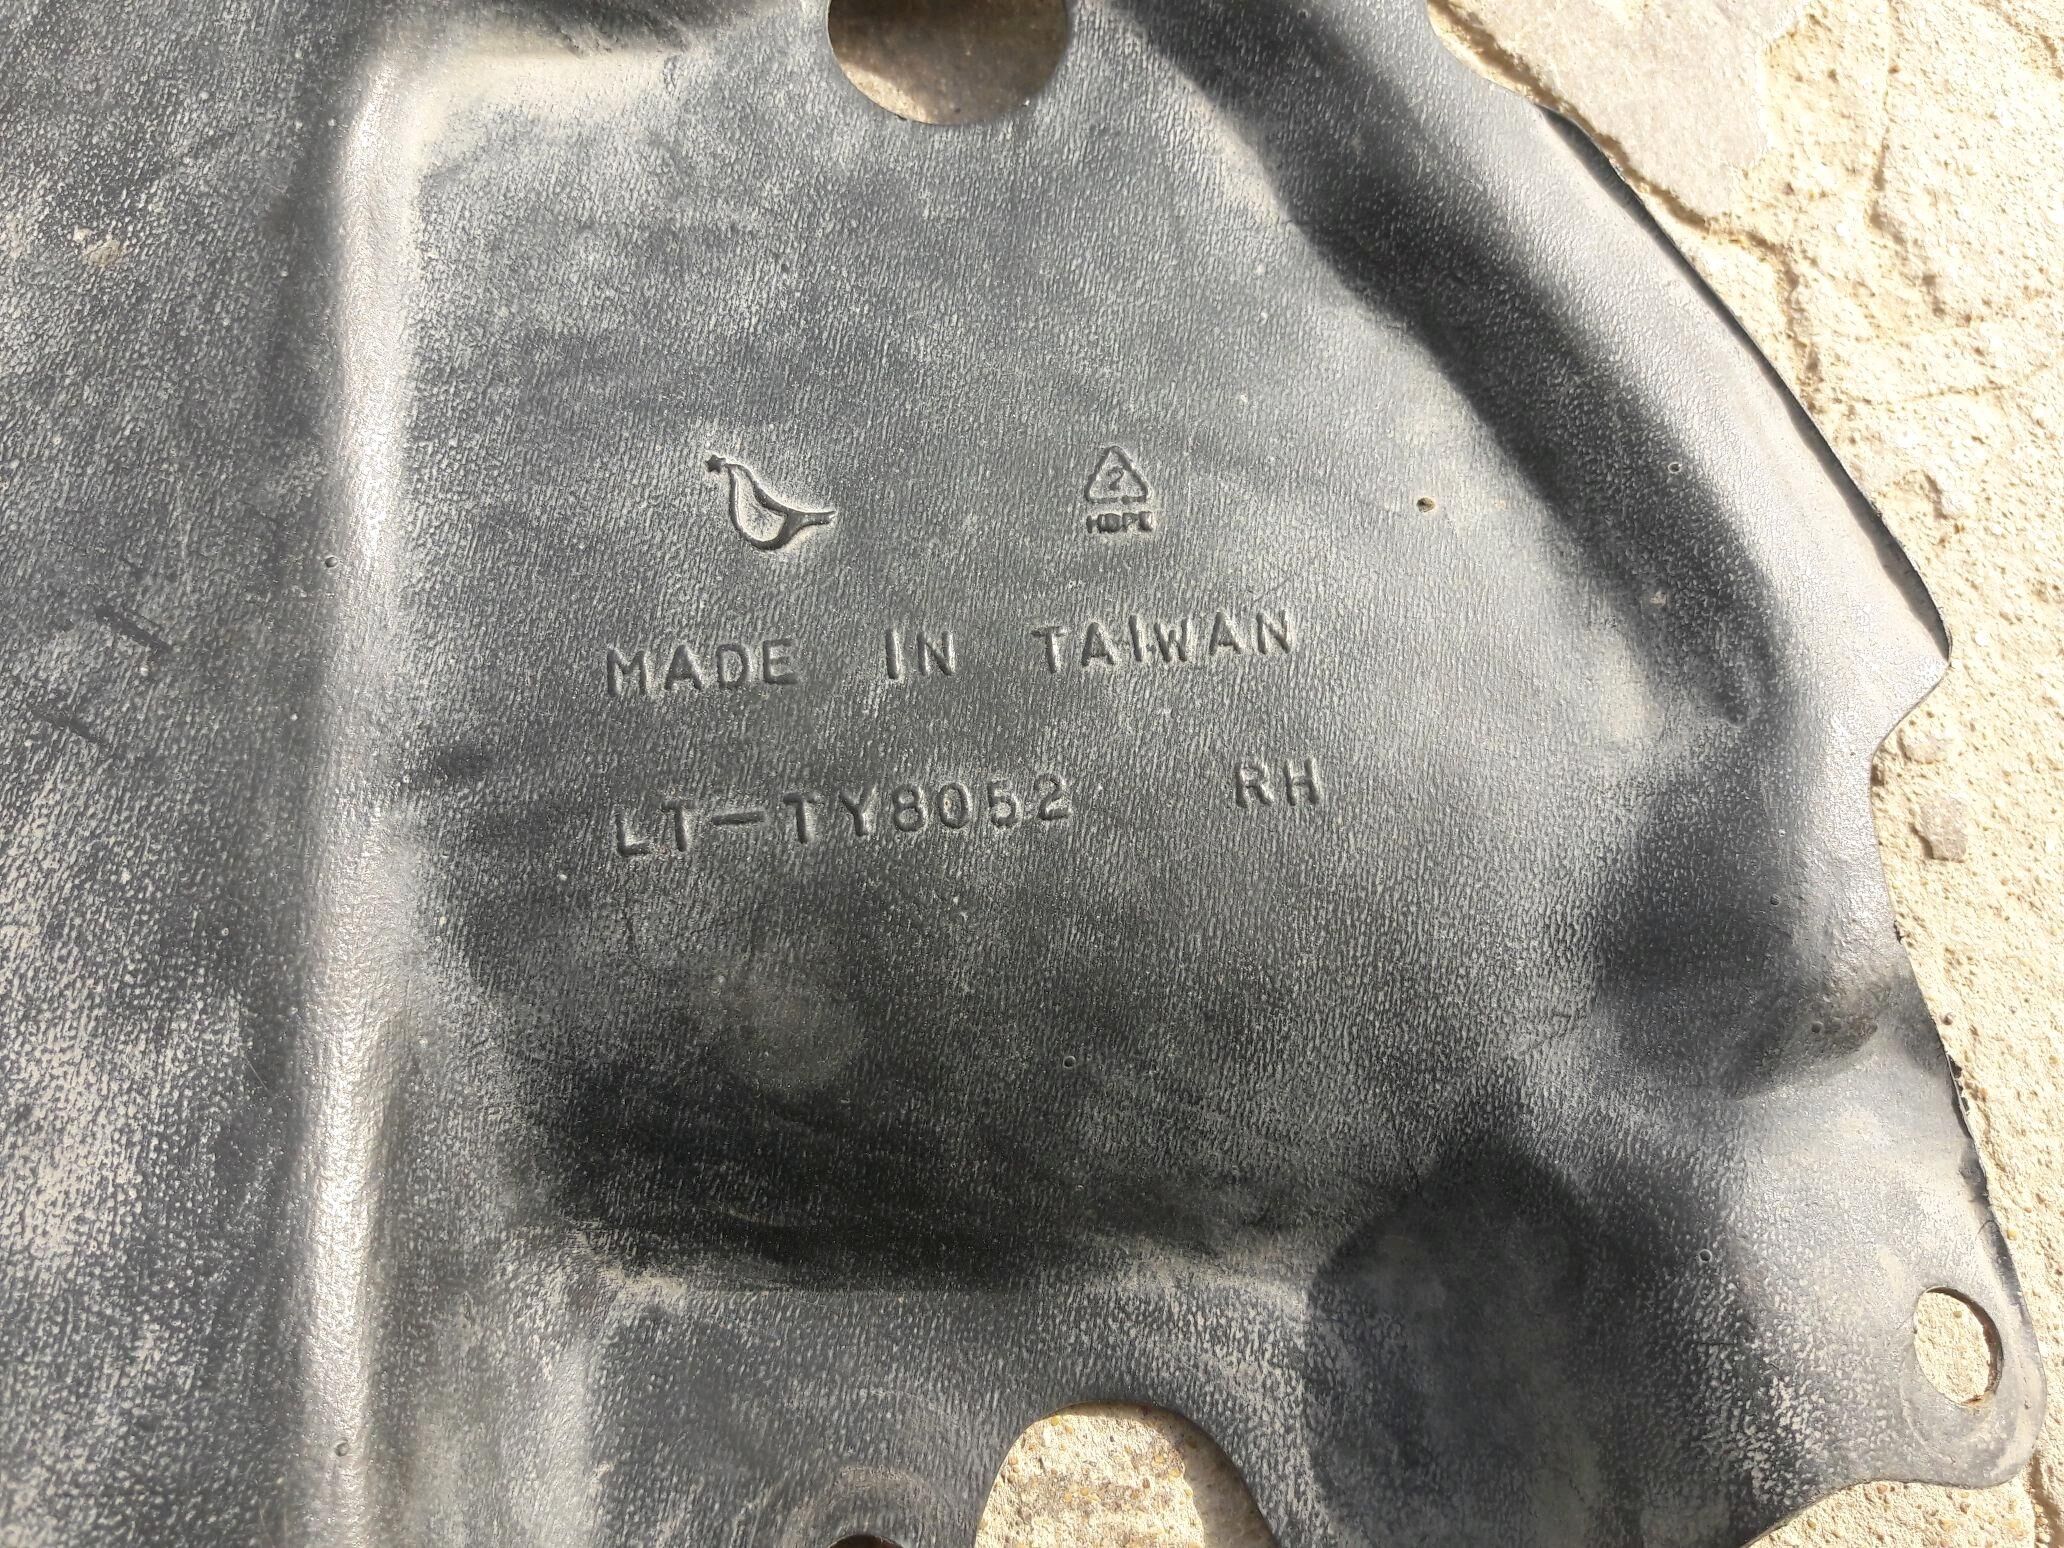 2
HDPE
MADE IN TAIWAN
LT-TY8052 RH